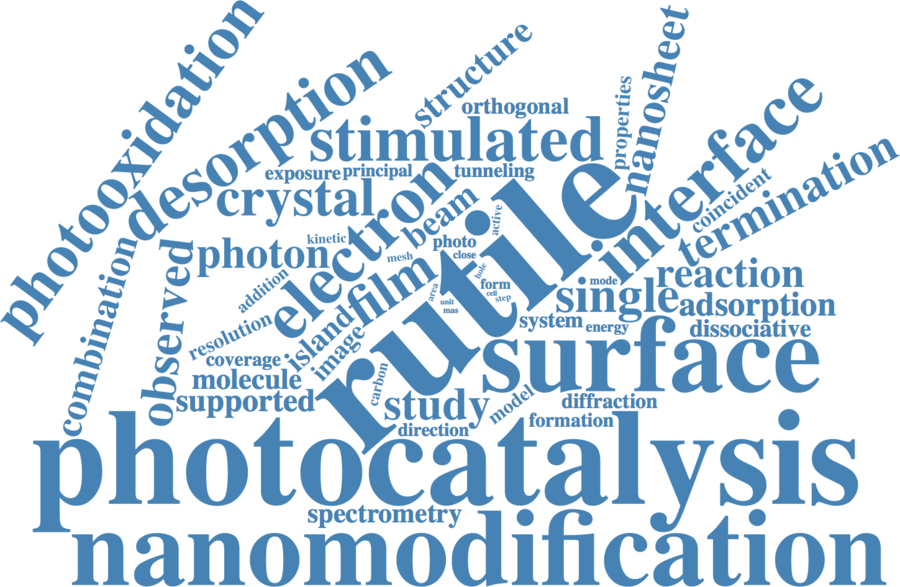 photooxidation
desorption
structure
nanosheet
properties
orthogonal
stimulated
interface
exposure
principal
tunneling
crystal
electron
beam
active
rutile
coincident
termination
combination
observed
photon
kinetic
mesh
photo
close
hole
addition
film
area
unit
mas
form
cell
step
mode
single
reaction
adsorption
resolution
island
image
system
energy
dissociative
coverage
molecule
supported
carbon
surface
study
model
diffraction
direction
formation
photocatalysis
spectrometry
nanomodification